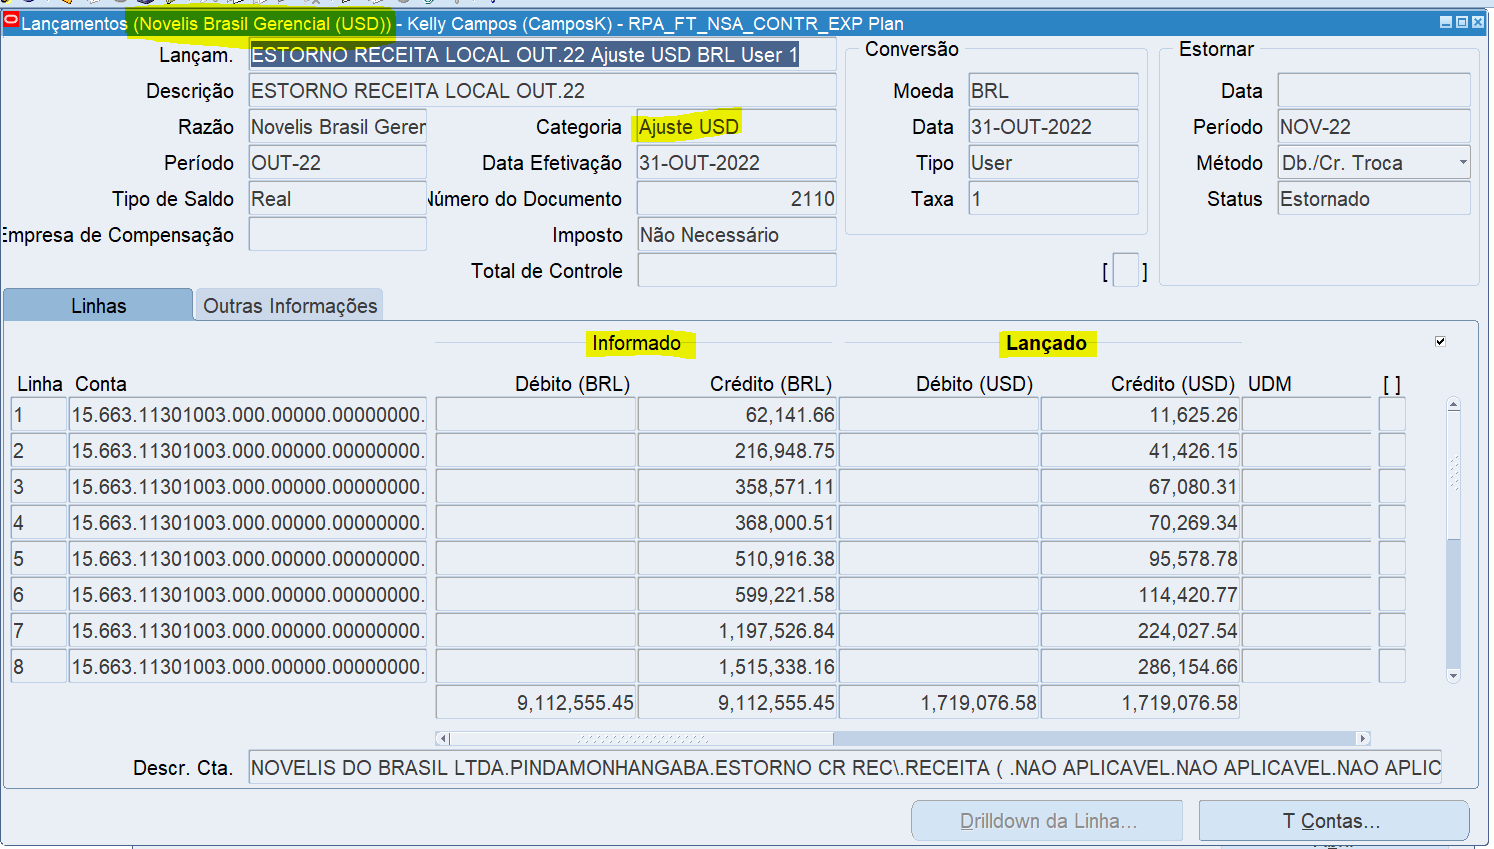 Lançamentos (Novelis Brasil Gerencial (USD)) - Kelly Campos (CamposK) - RPA_FT_NSA_CONTR_EXP Plan
Lançam. ESTORNO RECEITA LOCAL OUT.22 Ajuste USD BRL User 1
Descrição ESTORNO RECEITA LOCAL OUT.22
Razão Novelis Brasil Geren Categoria Ajuste USD
Período OUT-22 Data Efetivação 31-OUT-2022
Tipo de Saldo Real Número do Documento 2110
Empresa de Compensação Imposto Não Necessário
Total de Controle
Conversão
Moeda BRL
Data 31-OUT-2022
Tipo User
Taxa 1
[ ]
Estornar
Data
Período NOV-22
Método Db./Cr. Troca
Status Estornado
Linhas Outras Informações
Informado Lançado
Linha Conta Débito (BRL) Crédito (BRL) Débito (USD) Crédito (USD) UDM [ ]
1 15.663.11301003.000.00000.00000000. 62,141.66 11,625.26
2 15.663.11301003.000.00000.00000000. 216,948.75 41,426.15
3 15.663.11301003.000.00000.00000000. 358,571.11 67,080.31
4 15.663.11301003.000.00000.00000000. 368,000.51 70,269.34
5 15.663.11301003.000.00000.00000000. 510,916.38 95,578.78
6 15.663.11301003.000.00000.00000000. 599,221.58 114,420.77
7 15.663.11301003.000.00000.00000000. 1,197,526.84 224,027.54
8 15.663.11301003.000.00000.00000000. 1,515,338.16 286,154.66
9,112,555.45 9,112,555.45 1,719,076.58 1,719,076.58
Descr. Cta. NOVELIS DO BRASIL LTDA.PINDAMONHANGABA.ESTORNO CR REC\.RECEITA ( .NAO APLICAVEL.NAO APLICAVEL.NAO APLIC
Drilldown da Linha... T Contas...